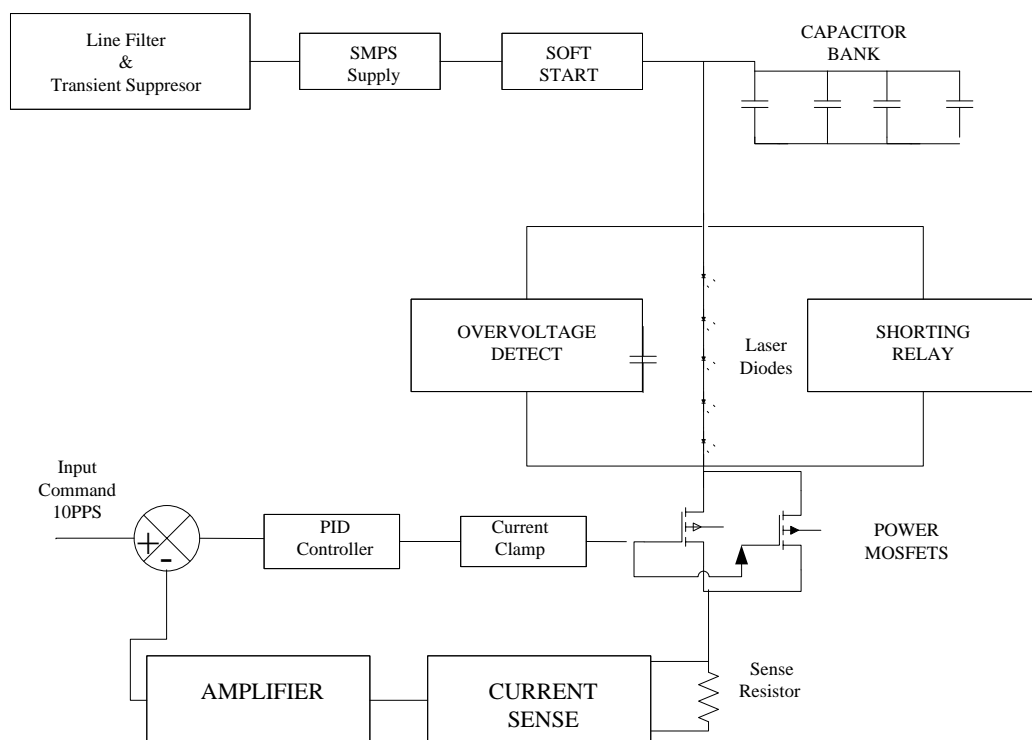 Line Filter
&
Transient Suppresor
SMPS
Supply
SOFT
START
CAPACITOR
BANK
OVERVOLTAGE
DETECT
Laser
Diodes
SHORTING
RELAY
Input
Command
10PPS
+
-
PID
Controller
Current
Clamp
POWER
MOSFETS
AMPLIFIER
CURRENT
SENSE
Sense
Resistor